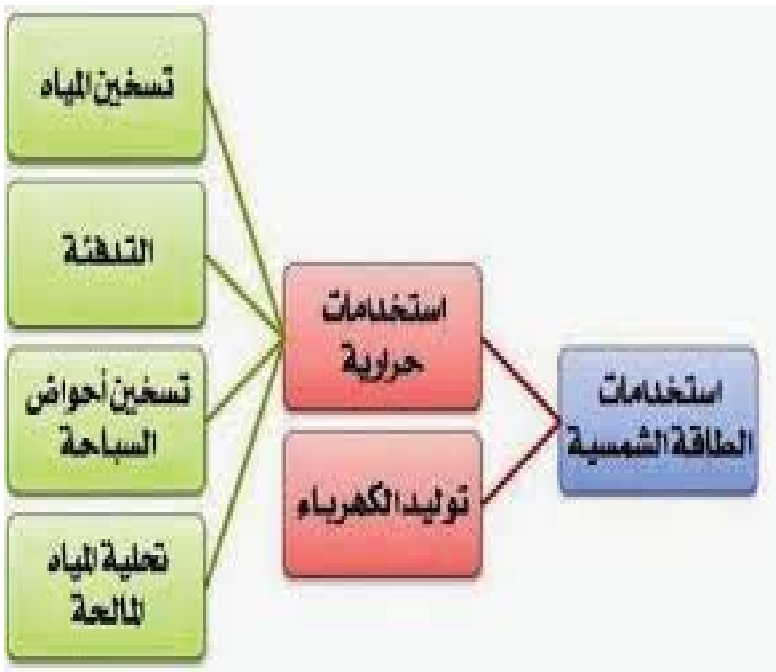 استخدامات
الطاقة الشمسية
استخدامات
حرارية
توليد الكهرباء
تسخين المياه
التدفئة
تسخين أحواض
السباحة
تحلية المياه
المالحة